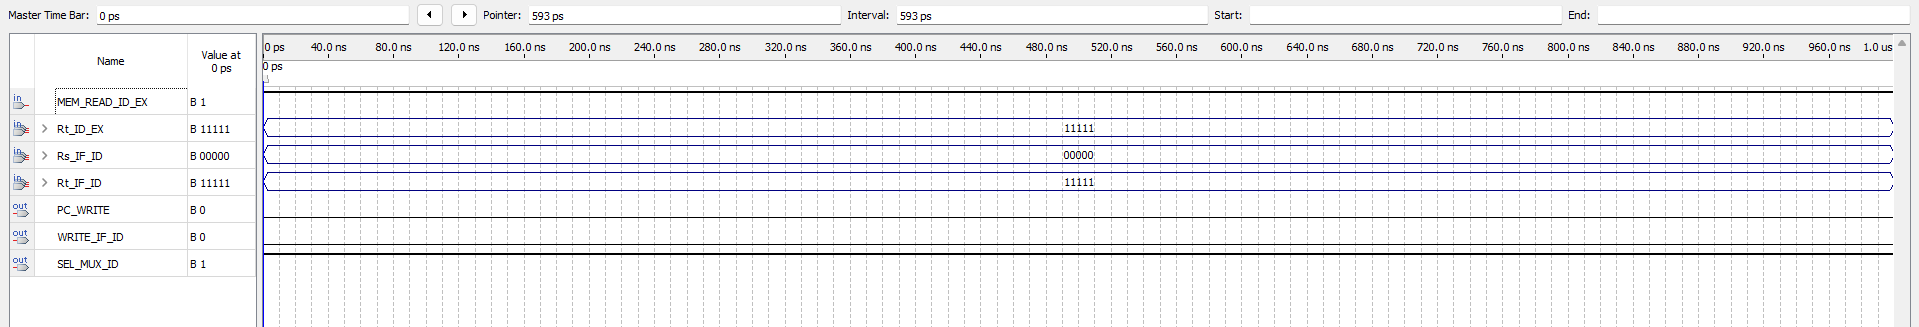 Master Time Bar: 0 ps Pointer: 593 ps Interval: 593 ps Start: End:
Name Value at 0 ps 0 ps 40.0 ns 80.0 ns 120.0 ns 160.0 ns 200.0 ns 240.0 ns 280.0 ns 320.0 ns 360.0 ns 400.0 ns 440.0 ns 480.0 ns 520.0 ns 560.0 ns 600.0 ns 640.0 ns 680.0 ns 720.0 ns 760.0 ns 800.0 ns 840.0 ns 880.0 ns 920.0 ns 960.0 ns 1.0 us
0 ps
in MEM_READ_ID_EX B 1
in Rt_ID_EX B 11111 11111
in Rs_IF_ID B 00000 00000
in Rt_IF_ID B 11111 11111
out PC_WRITE B 0
out WRITE_IF_ID B 0
out SEL_MUX_ID B 1